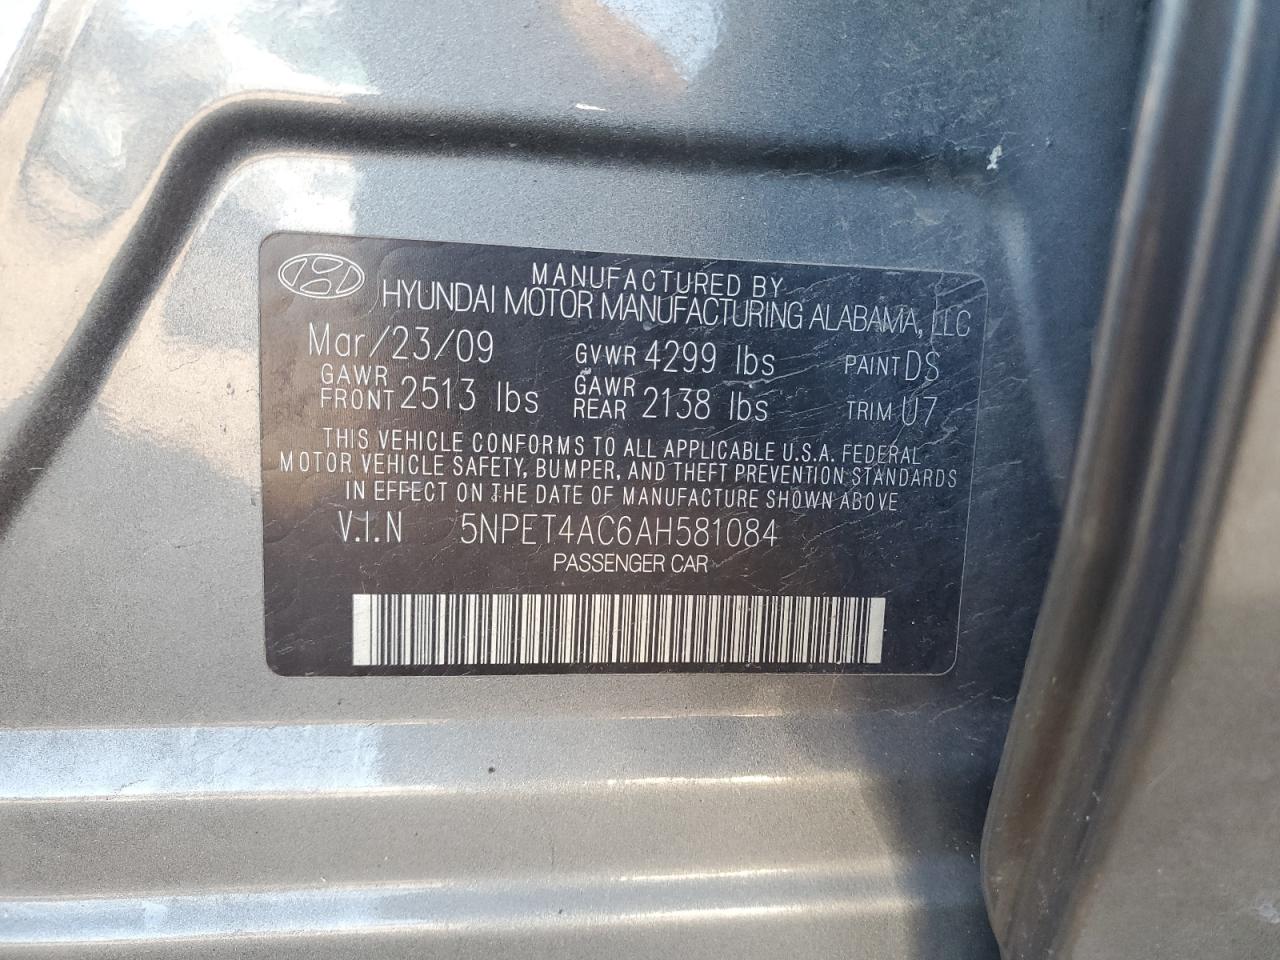 MANUFACTURED BY
HYUNDAI MOTOR MANUFACTURING ALABAMA, LLC
Mar/23/09 GVWR 4299 lbs PAINT DS
GAWR FRONT 2513 lbs GAWR REAR 2138 lbs TRIM U7
THIS VEHICLE CONFORMS TO ALL APPLICABLE U.S.A. FEDERAL
MOTOR VEHICLE SAFETY, BUMPER, AND THEFT PREVENTION STANDARDS
IN EFFECT ON THE DATE OF MANUFACTURE SHOWN ABOVE
V.I.N 5NPET4AC6AH581084
PASSENGER CAR